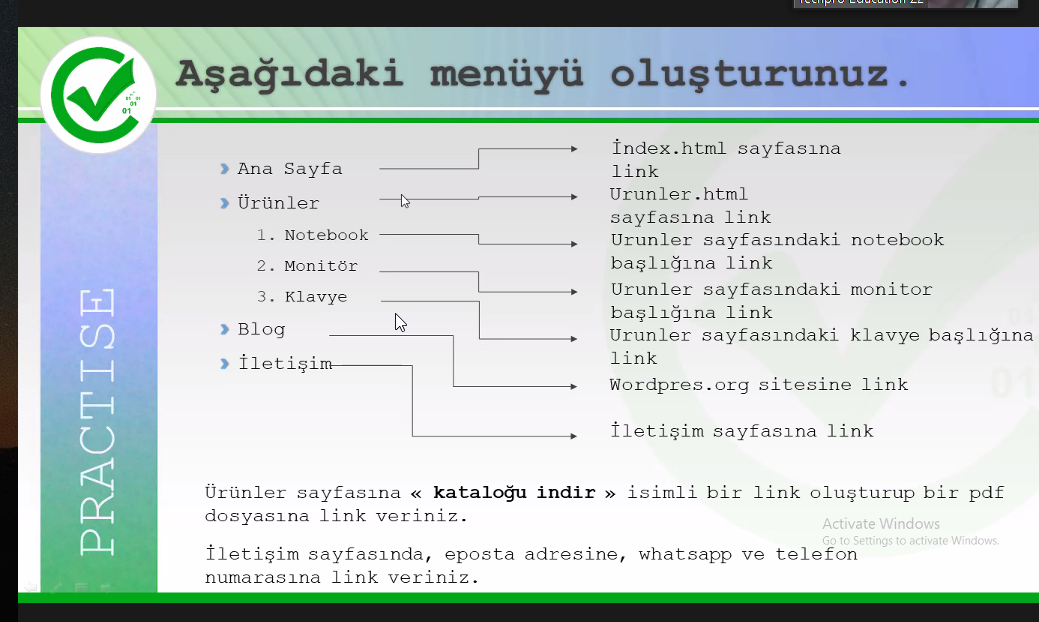 Techpro Education 22
Aşağıdaki menüyü oluşturunuz.
PRACTISE
Ana Sayfa
Ürünler
1. Notebook
2. Monitör
3. Klavye
Blog
İletişim
İndex.html sayfasına
link
Urunler.html
sayfasına link
Urunler sayfasındaki notebook
başlığına link
Urunler sayfasındaki monitor
başlığına link
Urunler sayfasındaki klavye başlığına
link
Wordpres.org sitesine link
İletişim sayfasına link
Ürünler sayfasına « kataloğu indir » isimli bir link oluşturup bir pdf
dosyasına link veriniz.
İletişim sayfasında, eposta adresine, whatsapp ve telefon
numarasına link veriniz.
Activate Windows
Go to Settings to activate Windows.